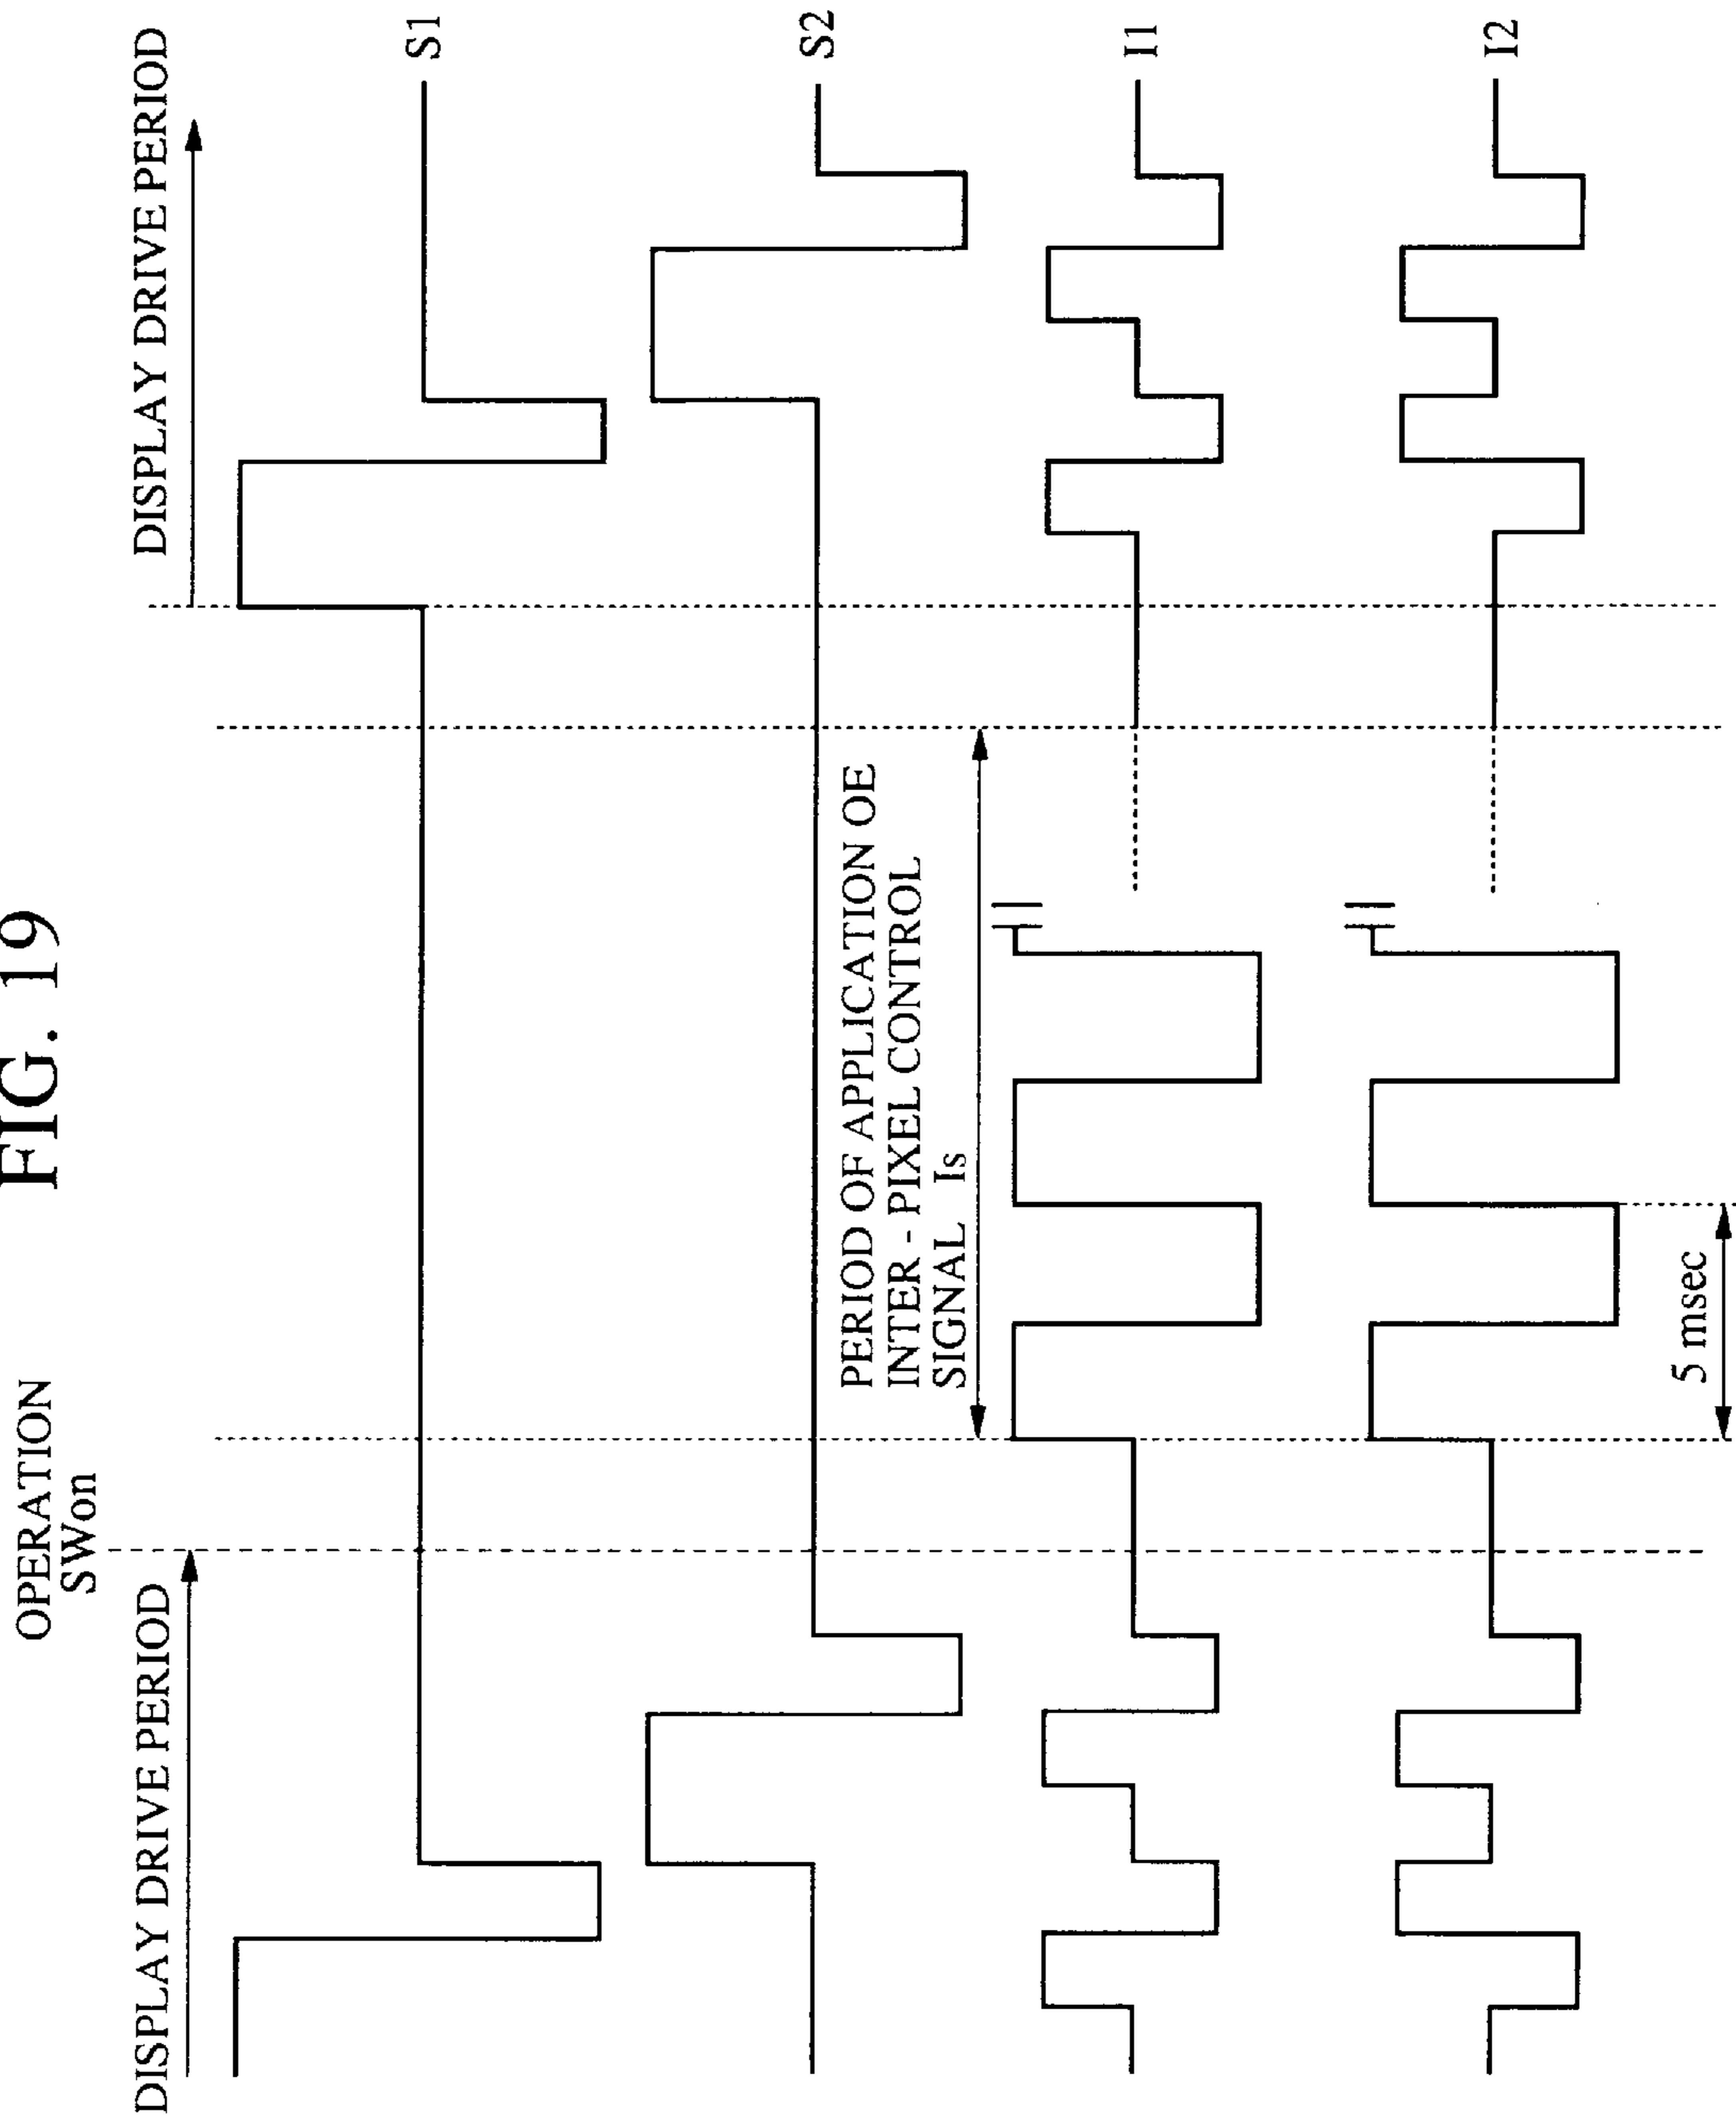 FIG. 19
OPERATION
SWon
DISPLAY DRIVE PERIOD
DISPLAY DRIVE PERIOD
S1
S2
PERIOD OF APPLICATION OE
INTER - PIXEL CONTROL
SIGNAL Is
I1
I2
5 msec